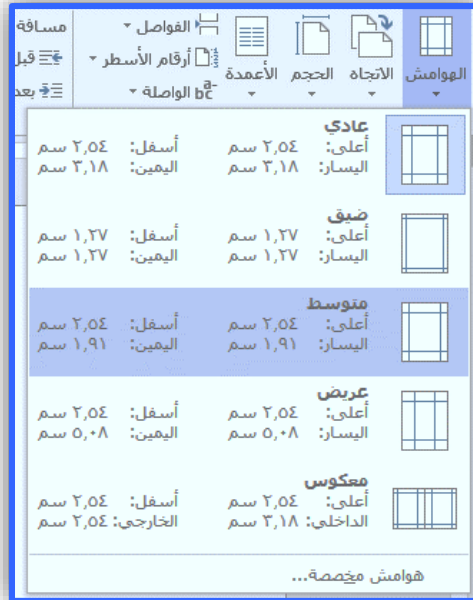 الفواصل
أرقام الأسطر
الواصلة
الهوامش
الاتجاه
الحجم
الأعمدة
مسافة
قبل
بعد
عادي
أعلى: ٢,٥٤ سم أسفل: ٢,٥٤ سم
اليسار: ٣,١٨ سم اليمين: ٣,١٨ سم
ضيق
أعلى: ١,٢٧ سم أسفل: ١,٢٧ سم
اليسار: ١,٢٧ سم اليمين: ١,٢٧ سم
متوسط
أعلى: ٢,٥٤ سم أسفل: ٢,٥٤ سم
اليسار: ١,٩١ سم اليمين: ١,٩١ سم
عريض
أعلى: ٢,٥٤ سم أسفل: ٢,٥٤ سم
اليسار: ٥,٠٨ سم اليمين: ٥,٠٨ سم
معكوس
أعلى: ٢,٥٤ سم أسفل: ٢,٥٤ سم
الداخلي: ٣,١٨ سم الخارجي: ٢,٥٤ سم
هوامش مخصصة...